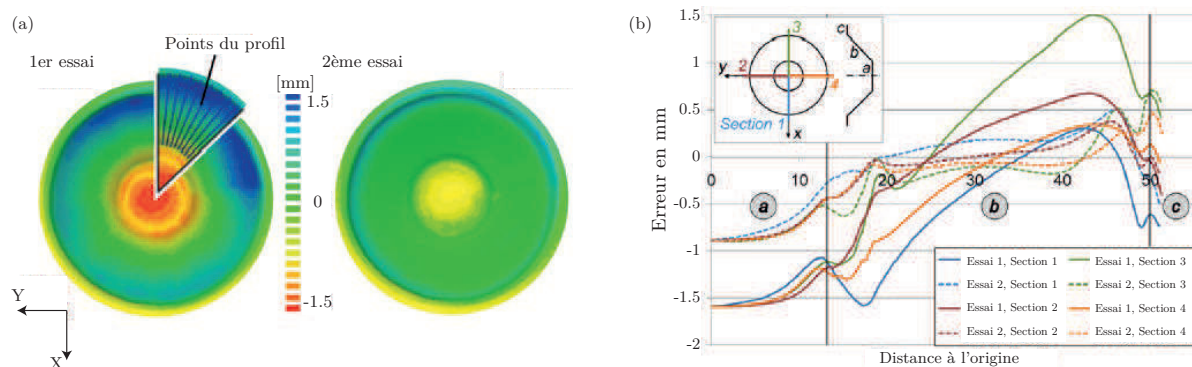 (a)
Points du profil
1er essai
2ème essai
[mm]
1.5
0
-1.5
Y
X
(b)
Erreur en mm
1.5
1
0.5
0
-0.5
-1
-1.5
-2
0
10
20
30
40
50
3
2
4
y
x
Section 1
c
b
a
a
b
c
Essai 1, Section 1
Essai 2, Section 1
Essai 1, Section 2
Essai 2, Section 2
Essai 1, Section 3
Essai 2, Section 3
Essai 1, Section 4
Essai 2, Section 4
Distance à l'origine